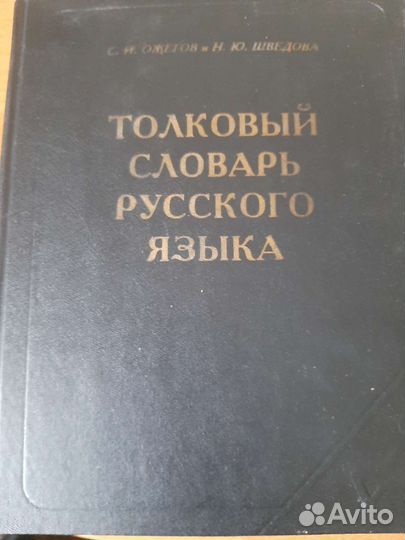 С. И. ОЖЕГОВ и Н. Ю. ШВЕДОВА
ТОЛКОВЫЙ
СЛОВАРЬ
РУССКОГО
ЯЗЫКА
Avito